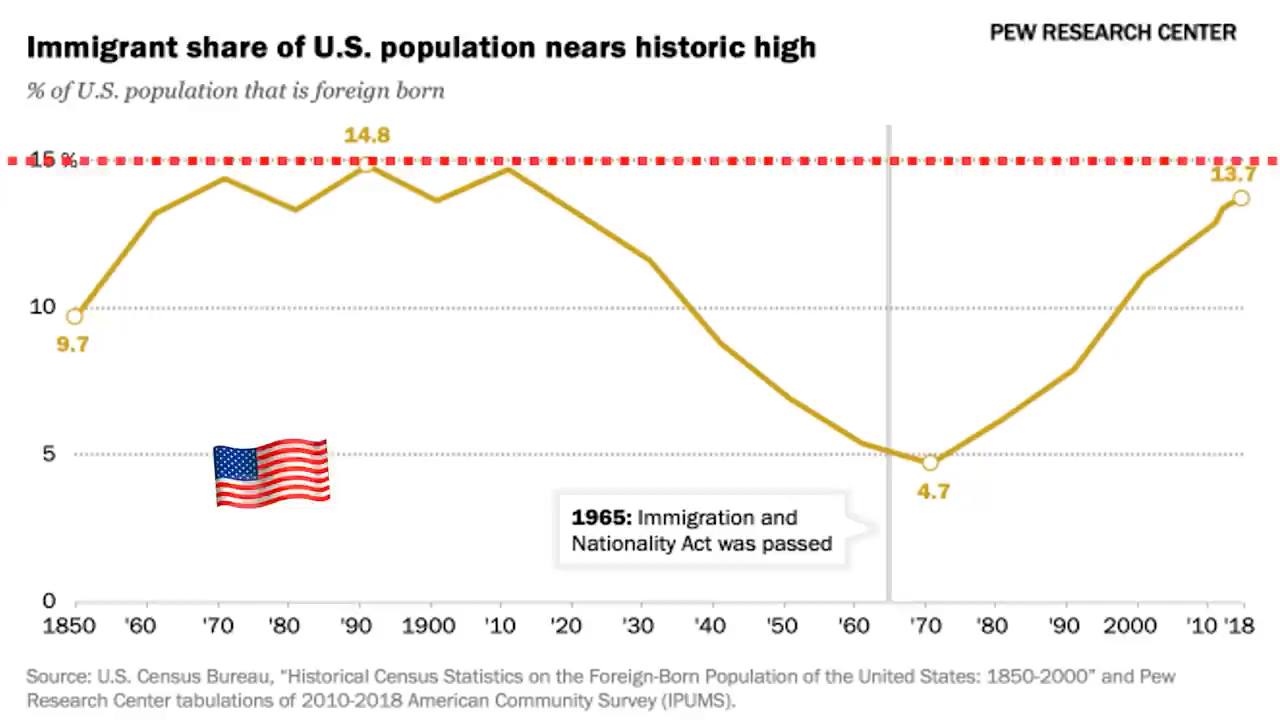 Immigrant share of U.S. population nears historic high
PEW RESEARCH CENTER
% of U.S. population that is foreign born
14.8
15 %
13.7
10
9.7
5
4.7
1965: Immigration and
Nationality Act was passed
0
1850 '60 '70 '80 '90 1900 '10 '20 '30 '40 '50 '60 '70 '80 '90 2000 '10 '18
Source: U.S. Census Bureau, “Historical Census Statistics on the Foreign-Born Population of the United States: 1850-2000” and Pew
Research Center tabulations of 2010-2018 American Community Survey (IPUMS).